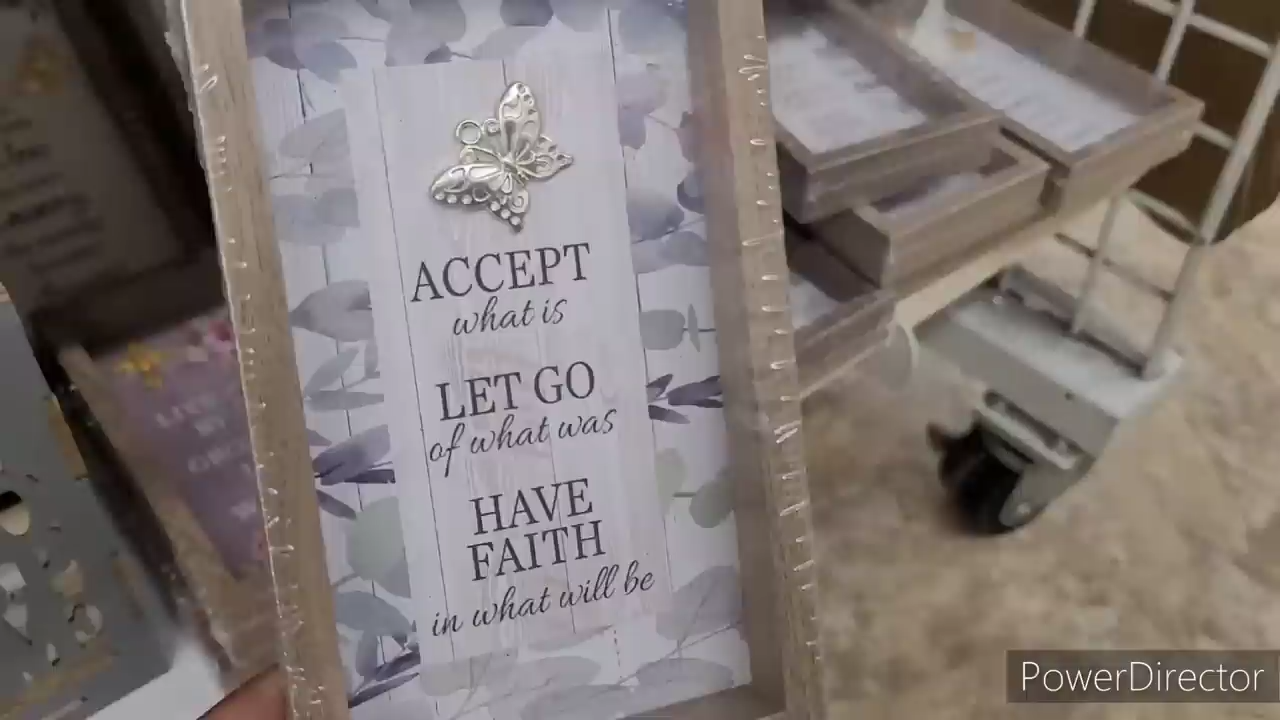 ACCEPT
what is
LET GO
of what was
HAVE
FAITH
in what will be
PowerDirector